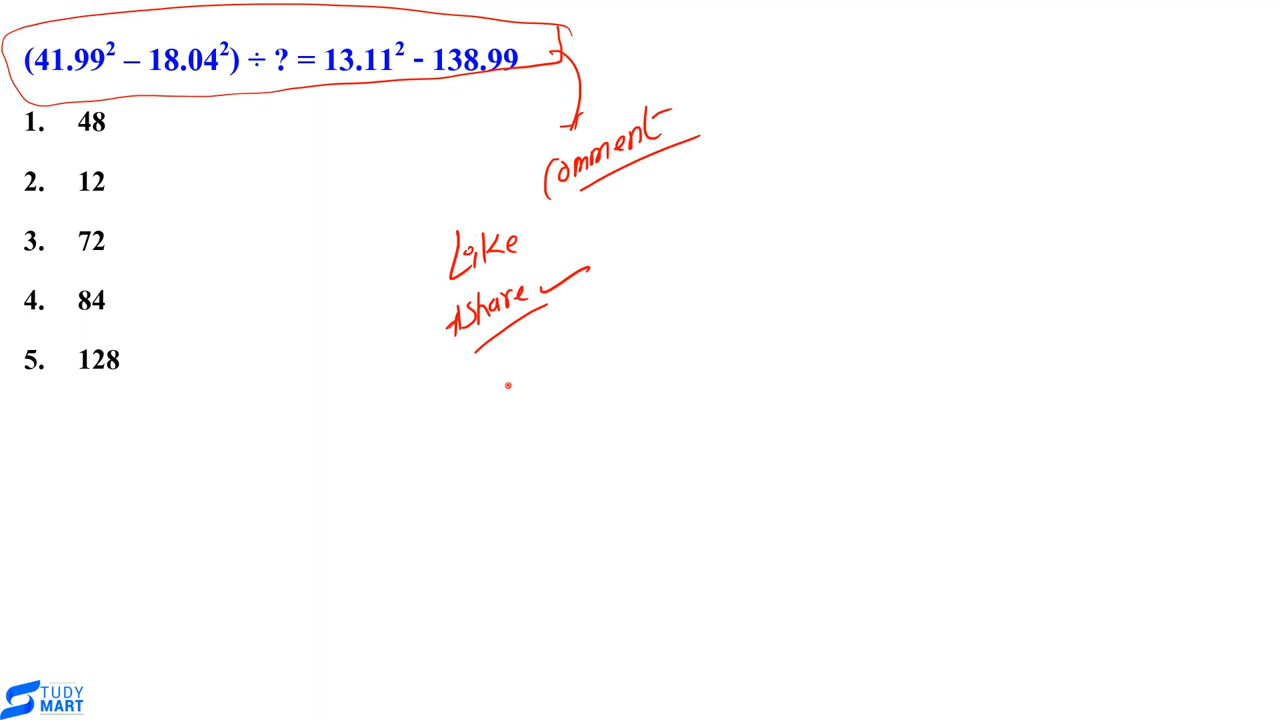 (41.99² – 18.04²) ÷ ? = 13.11² - 138.99
1. 48
2. 12
3. 72
4. 84
5. 128
Comment
Like
Share
STUDY
MART